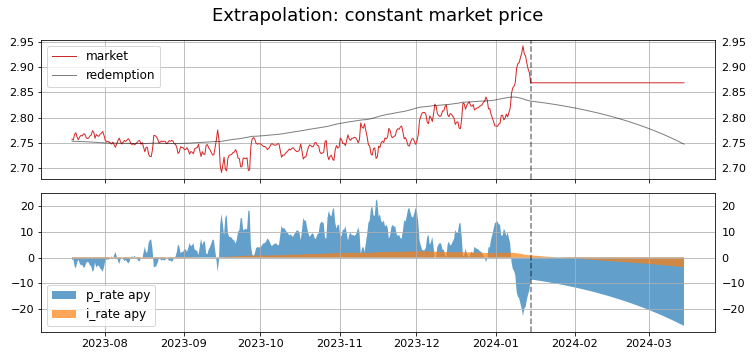 Extrapolation: constant market price
2.95 2.95
market
2.90 2.90
redemption
2.85 2.85
2.80 2.80
2.75 2.75
2.70 2.70
20 20
10 10
0 0
−10 −10
p_rate apy
−20 −20
i_rate apy
2023-08 2023-09 2023-10 2023-11 2023-12 2024-01 2024-02 2024-03